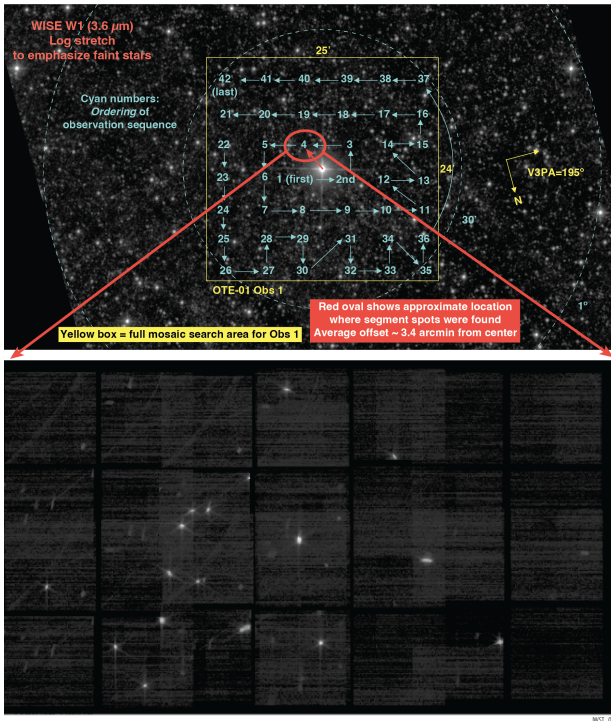 WISE W1 (3.6 µm)
Log stretch
to emphasize faint stars
25'
Cyan numbers:
Ordering of
observation sequence
42 41 40 39 38 37
(last)
21 20 19 18 17 16
22 5 4 3 14 15
23 6 1 (first) 2nd 12 13
24'
V3PA=195°
N
24 7 8 9 10 11
30'
25 28 29 31 34 36
26 27 30 32 33 35
OTE-01 Obs 1
1°
Red oval shows approximate location
where segment spots were found
Average offset ~ 3.4 arcmin from center
Yellow box = full mosaic search area for Obs 1